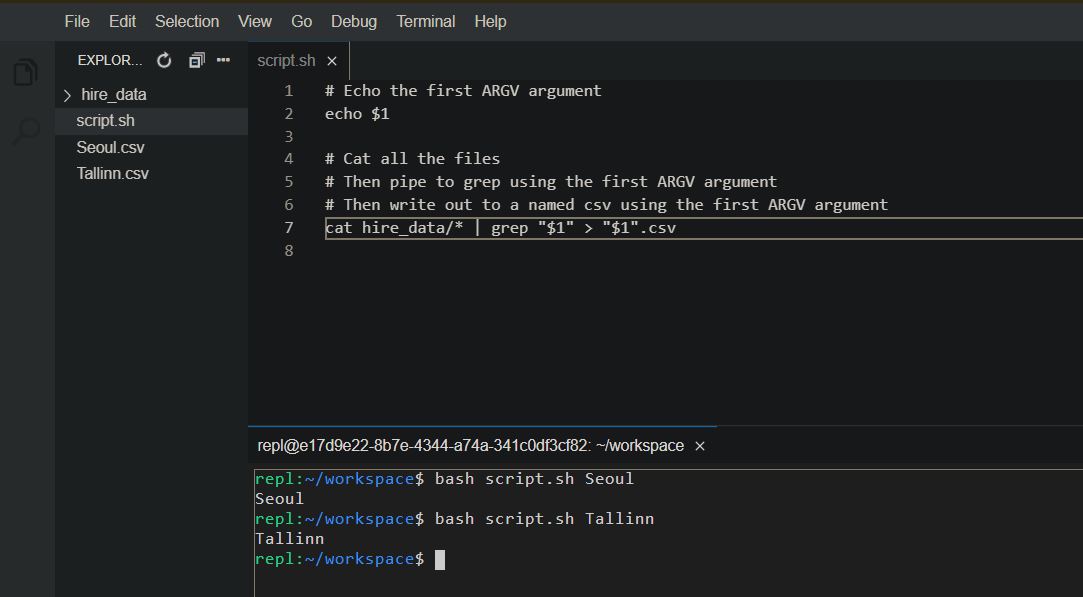 File Edit Selection View Go Debug Terminal Help
EXPLOR...
hire_data
script.sh
Seoul.csv
Tallinn.csv
script.sh ×
1 # Echo the first ARGV argument
2 echo $1
3
4 # Cat all the files
5 # Then pipe to grep using the first ARGV argument
6 # Then write out to a named csv using the first ARGV argument
7 cat hire_data/* | grep "$1" > "$1".csv
8
repl@e17d9e22-8b7e-4344-a74a-341c0df3cf82: ~/workspace ×
repl:~/workspace$ bash script.sh Seoul
Seoul
repl:~/workspace$ bash script.sh Tallinn
Tallinn
repl:~/workspace$